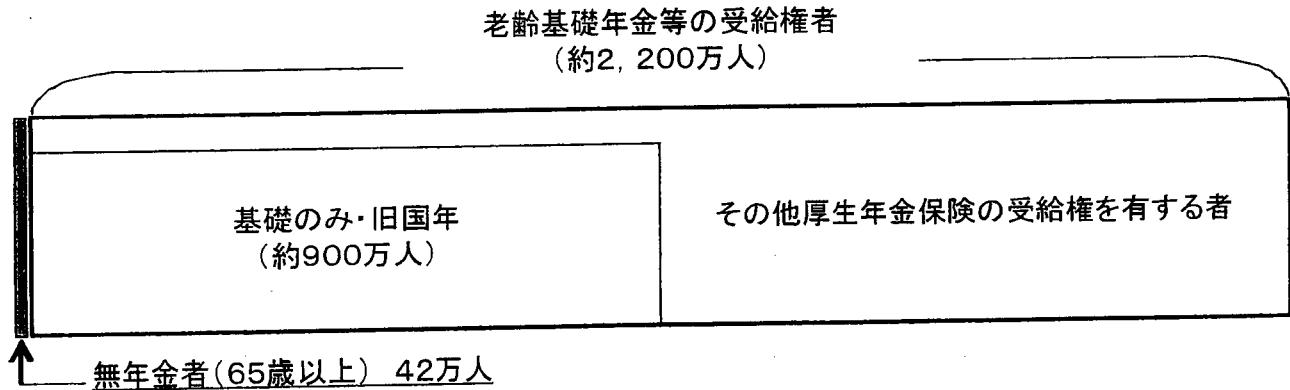 老齢基礎年金等の受給権者
(約2,200万人)
基礎のみ・旧国年
(約900万人)
その他厚生年金保険の受給権を有する者
無年金者(65歳以上) 42万人